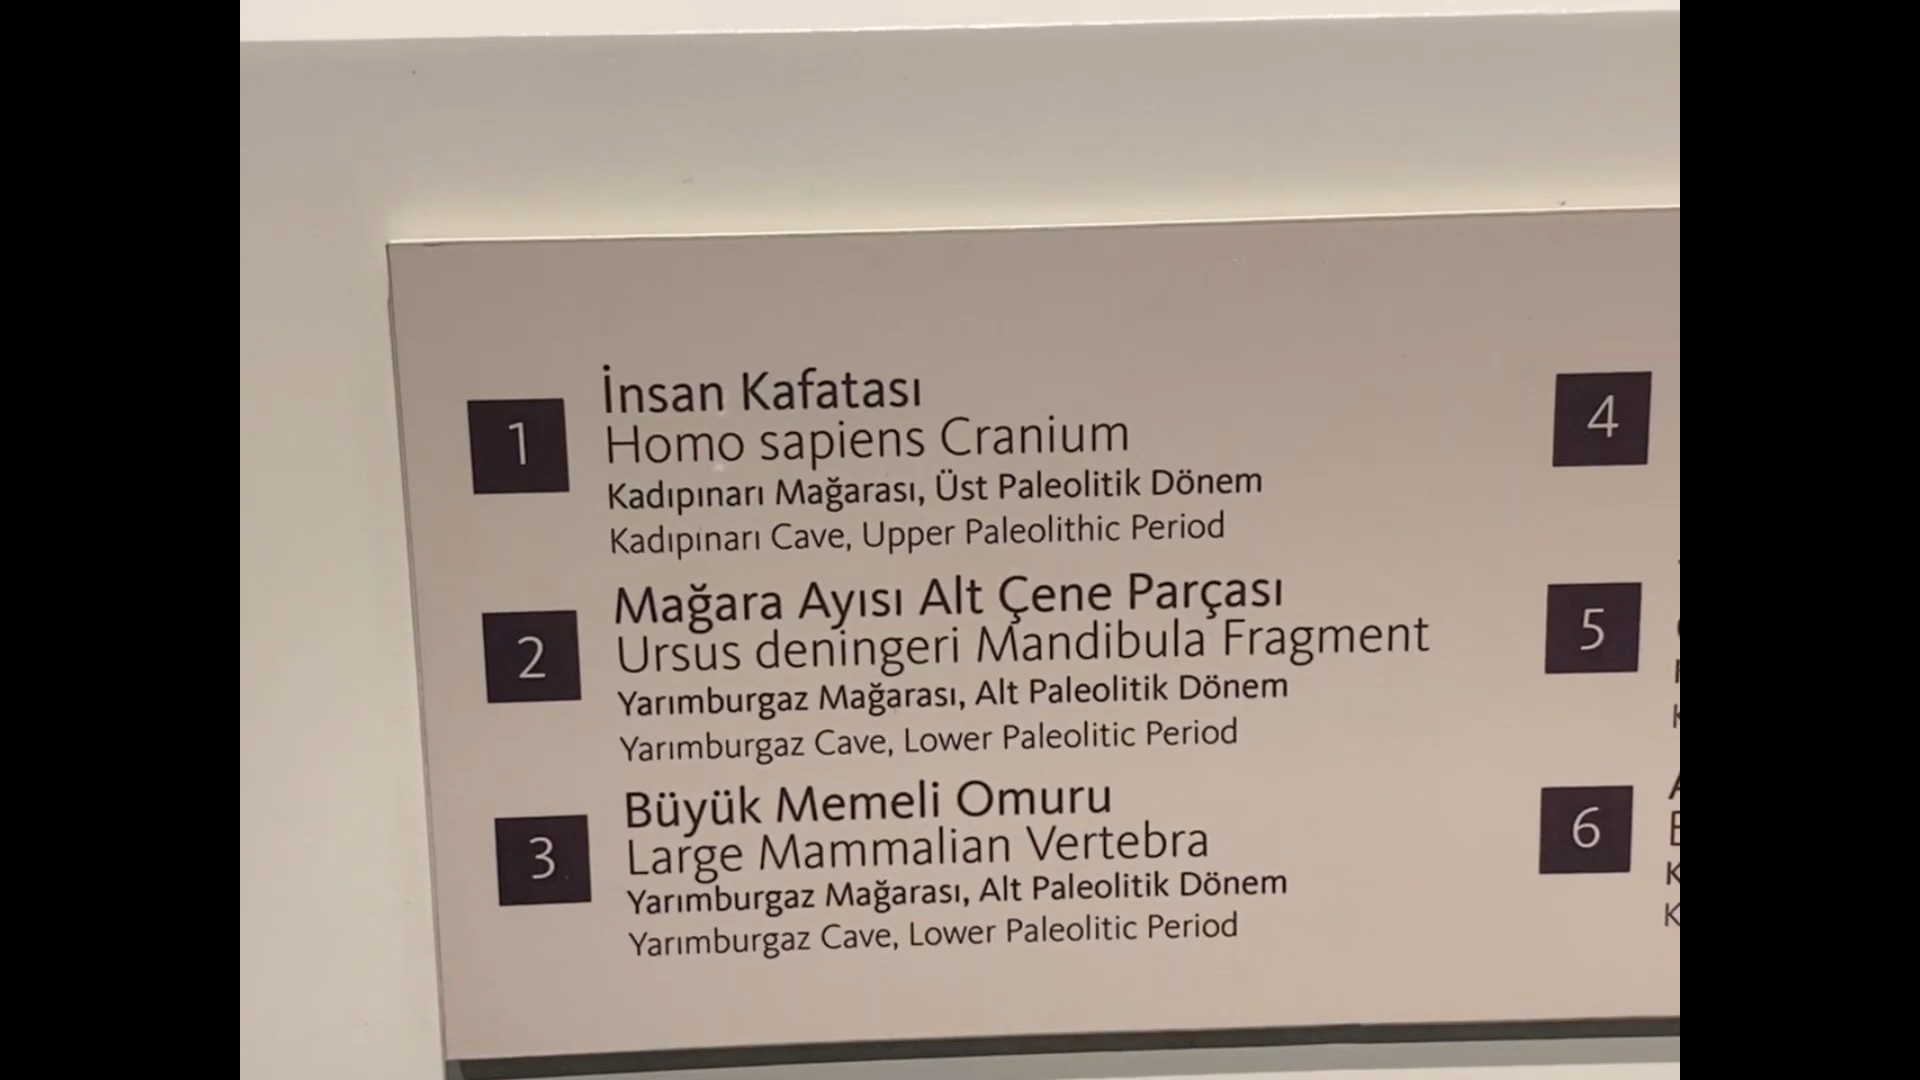 1
İnsan Kafatası
Homo sapiens Cranium
Kadıpınarı Mağarası, Üst Paleolitik Dönem
Kadıpınarı Cave, Upper Paleolithic Period
2
Mağara Ayısı Alt Çene Parçası
Ursus deningeri Mandibula Fragment
Yarımburgaz Mağarası, Alt Paleolitik Dönem
Yarımburgaz Cave, Lower Paleolitic Period
3
Büyük Memeli Omuru
Large Mammalian Vertebra
Yarımburgaz Mağarası, Alt Paleolitik Dönem
Yarımburgaz Cave, Lower Paleolitic Period
4
5
6